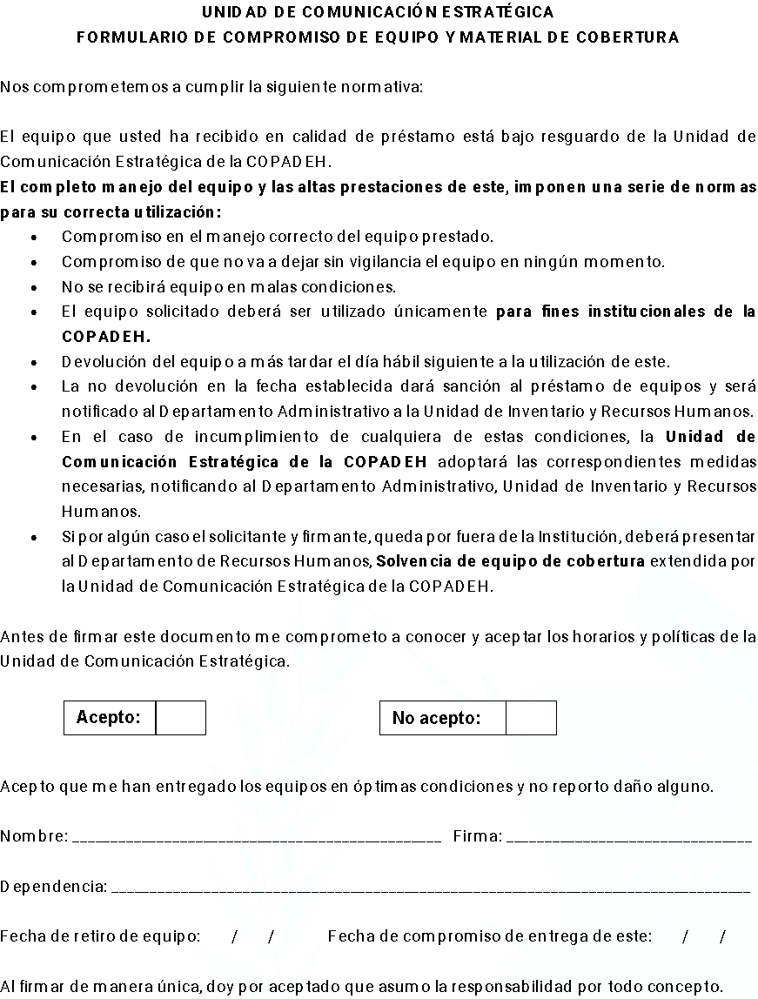 UNIDAD DE COMUNICACIÓN ESTRATÉGICA
FORMULARIO DE COMPROMISO DE EQUIPO Y MATERIAL DE COBERTURA
Nos comprometemos a cumplir la siguiente normativa:
El equipo que usted ha recibido en calidad de préstamo está bajo resguardo de la Unidad de
Comunicación Estratégica de la COPADEH.
El completo manejo del equipo y las altas prestaciones de este, imponen una serie de normas
para su correcta utilización:
• Compromiso en el manejo correcto del equipo prestado.
• Compromiso de que no va a dejar sin vigilancia el equipo en ningún momento.
• No se recibirá equipo en malas condiciones.
• El equipo solicitado deberá ser utilizado únicamente para fines institucionales de la
COPADEH.
• Devolución del equipo a más tardar el día hábil siguiente a la utilización de este.
• La no devolución en la fecha establecida dará sanción al préstamo de equipos y será
notificado al Departamento Administrativo a la Unidad de Inventario y Recursos Humanos.
• En el caso de incumplimiento de cualquiera de estas condiciones, la Unidad de
Comunicación Estratégica de la COPADEH adoptará las correspondientes medidas
necesarias, notificando al Departamento Administrativo, Unidad de Inventario y Recursos
Humanos.
• Si por algún caso el solicitante y firmante, queda por fuera de la Institución, deberá presentar
al Departamento de Recursos Humanos, Solvencia de equipo de cobertura extendida por
la Unidad de Comunicación Estratégica de la COPADEH.
Antes de firmar este documento me comprometo a conocer y aceptar los horarios y políticas de la
Unidad de Comunicación Estratégica.
Acepto: No acepto:
Acepto que me han entregado los equipos en óptimas condiciones y no reporto daño alguno.
Nombre: ______________________________________________ Firma: ______________________________
Dependencia: ______________________________________________________________________________
Fecha de retiro de equipo: / / Fecha de compromiso de entrega de este: / /
Al firmar de manera única, doy por aceptado que asumo la responsabilidad por todo concepto.